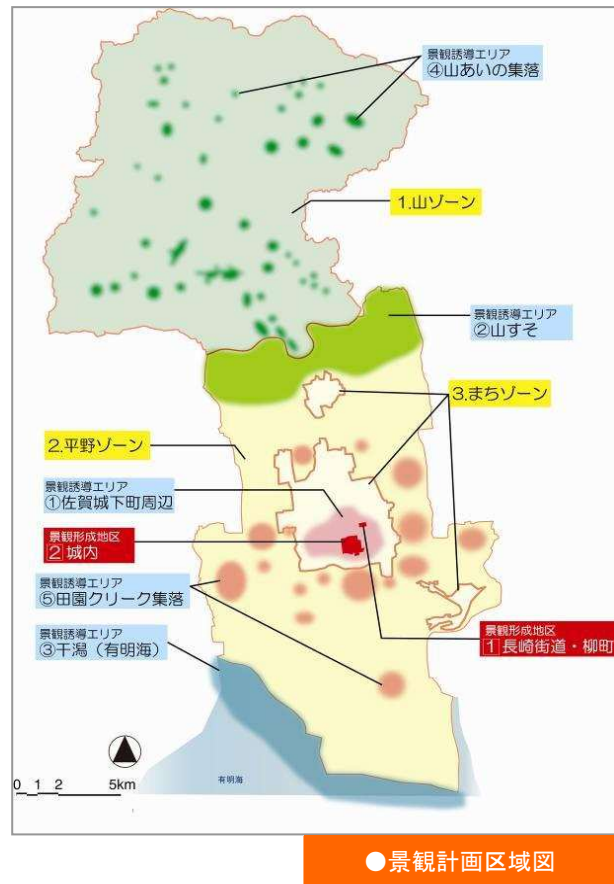 景観誘導エリア
④山あいの集落
1.山ゾーン
景観誘導エリア
②山すそ
3.まちゾーン
2.平野ゾーン
景観誘導エリア
①佐賀城下町周辺
景観形成地区
2 城内
景観誘導エリア
⑤田園クリーク集落
景観誘導エリア
③干潟（有明海）
景観形成地区
1 長崎街道・柳町
有明海
0 1 2 5km
●景観計画区域図